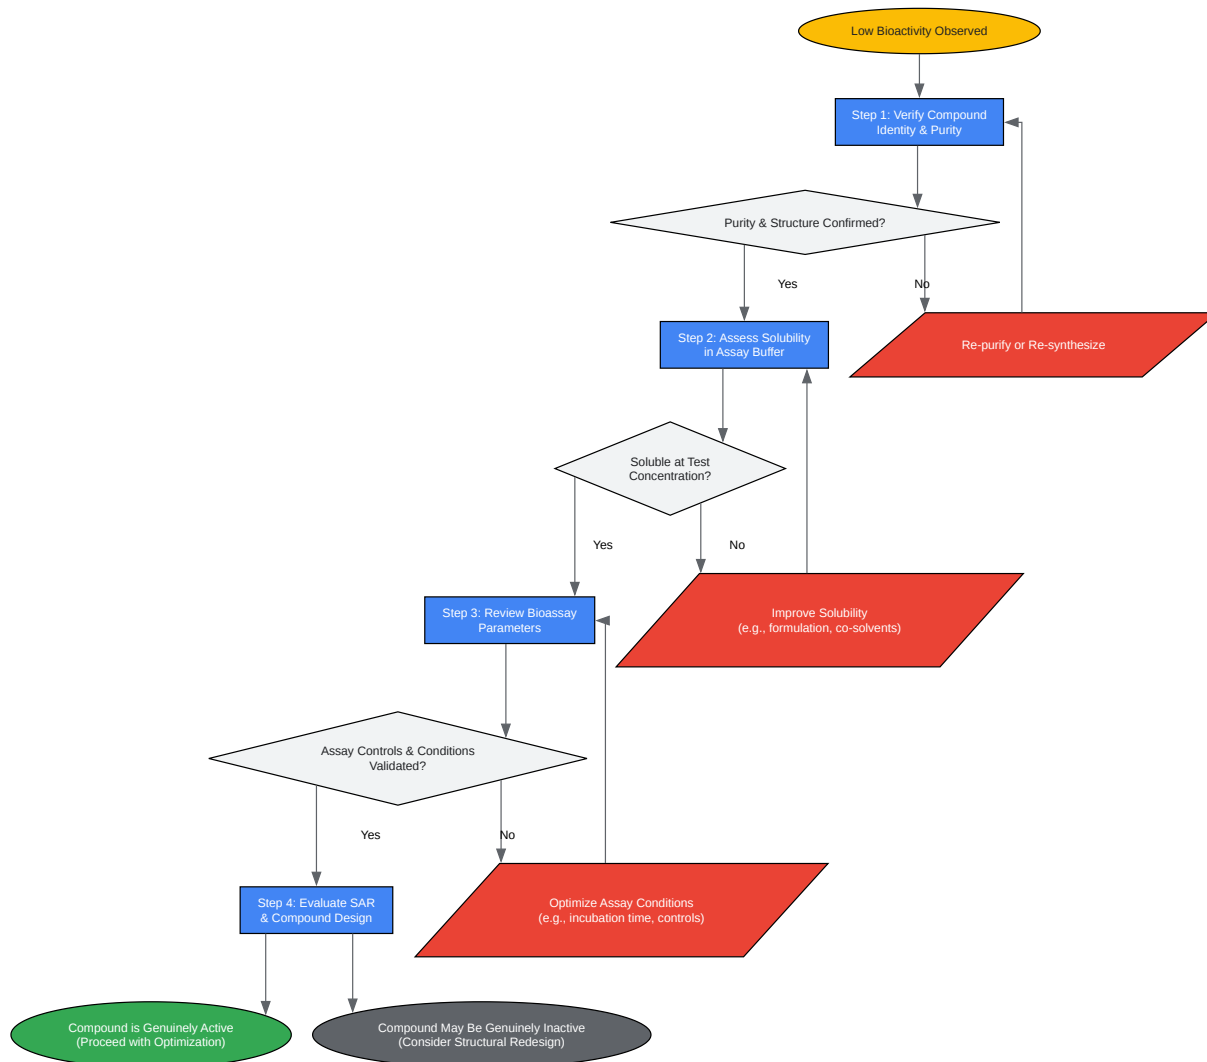 Low Bioactivity Observed
Step 1: Verify Compound
Identity & Purity
Purity & Structure Confirmed?
Yes
No
Step 2: Assess Solubility
in Assay Buffer
Re-purify or Re-synthesize
Soluble at Test
Concentration?
Yes
No
Step 3: Review Bioassay
Parameters
Improve Solubility
(e.g., formulation, co-solvents)
Assay Controls & Conditions
Validated?
Yes
No
Step 4: Evaluate SAR
& Compound Design
Optimize Assay Conditions
(e.g., incubation time, controls)
Compound is Genuinely Active
(Proceed with Optimization)
Compound May Be Genuinely Inactive
(Consider Structural Redesign)